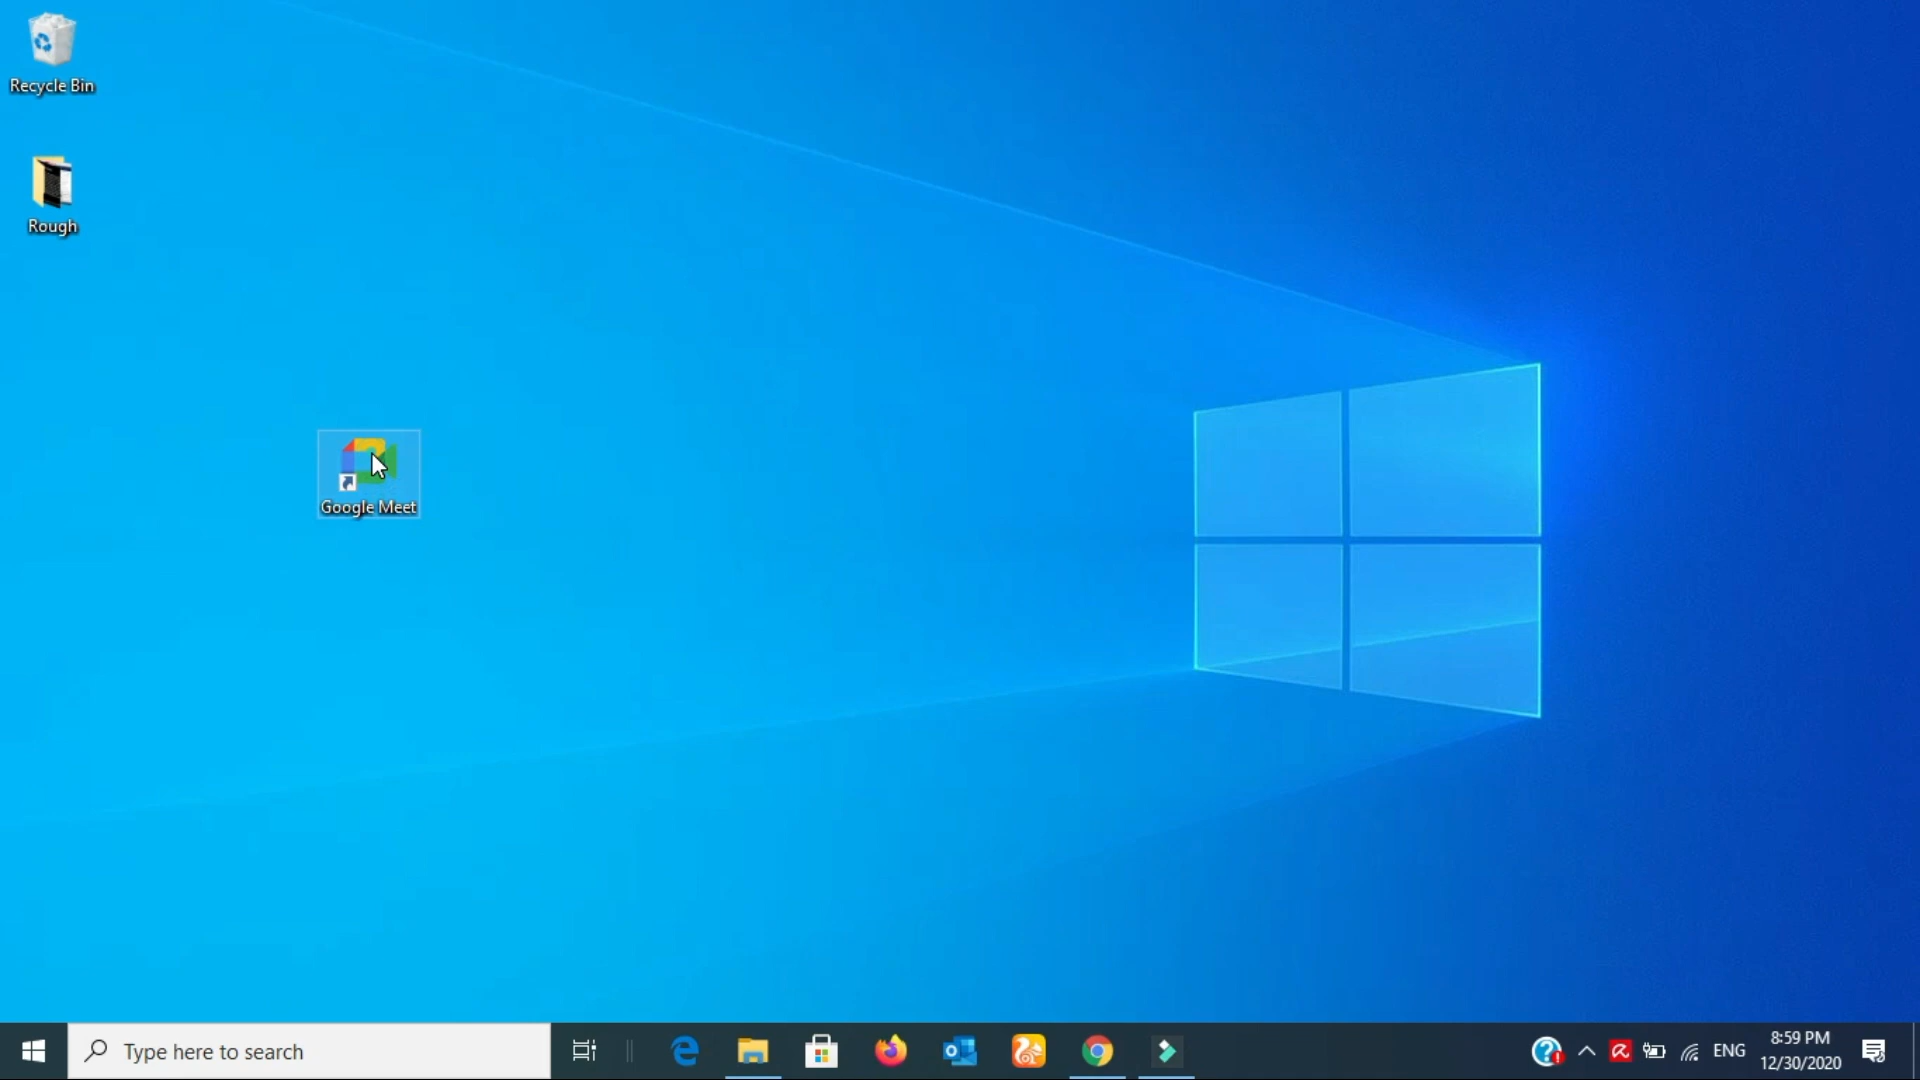 Recycle Bin
Rough
Google Meet
Type here to search
ENG
8:59 PM
12/30/2020